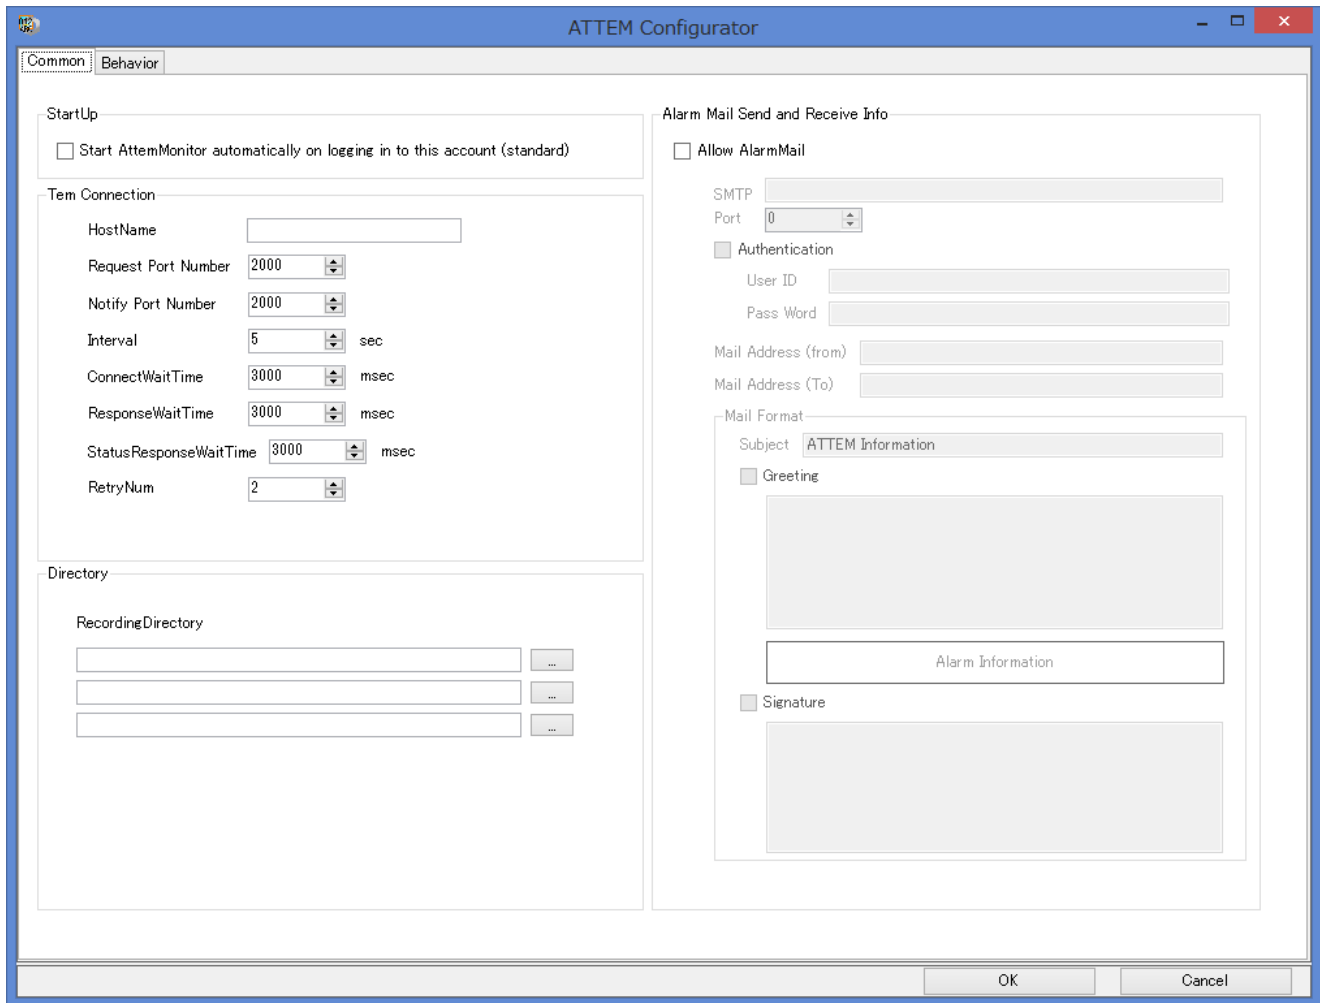 ATTEM Configurator
Common Behavior
StartUp
Start AttemMonitor automatically on logging in to this account (standard)
Tem Connection
HostName
Request Port Number 2000
Notify Port Number 2000
Interval 5 sec
ConnectWaitTime 3000 msec
ResponseWaitTime 3000 msec
StatusResponseWaitTime 3000 msec
RetryNum 2
Directory
RecordingDirectory
...
...
...
Alarm Mail Send and Receive Info
Allow AlarmMail
SMTP
Port 0
Authentication
User ID
Pass Word
Mail Address (from)
Mail Address (To)
Mail Format
Subject ATTEM Information
Greeting
Alarm Information
Signature
OK Cancel